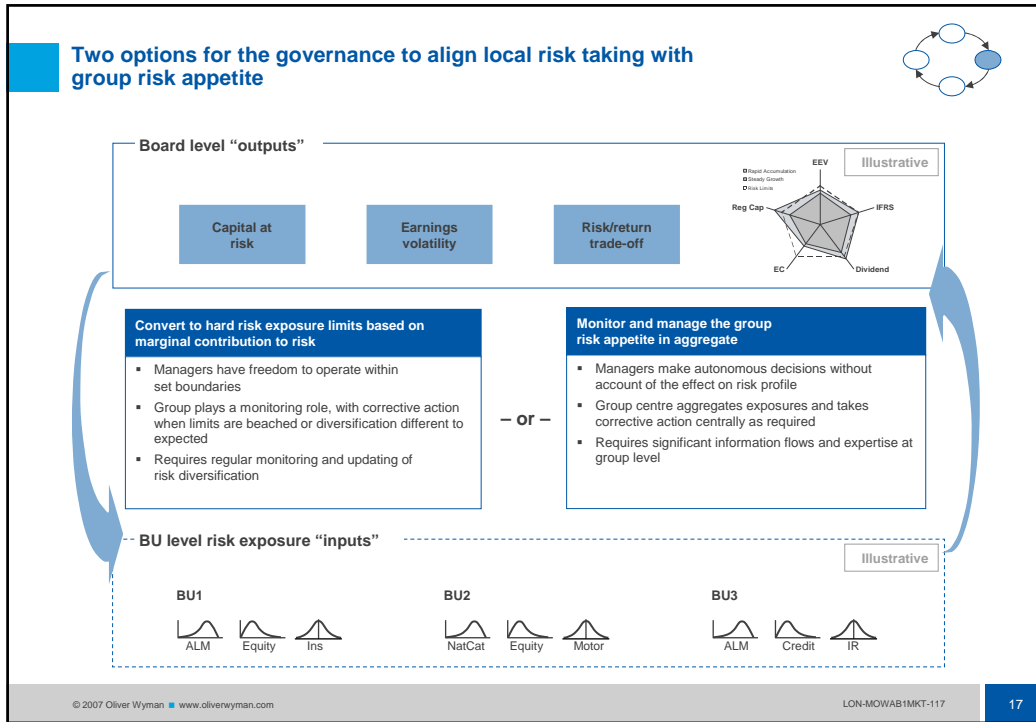 Two options for the governance to align local risk taking with
group risk appetite
Board level “outputs”
Illustrative
Capital at
risk
Earnings
volatility
Risk/return
trade-off
Rapid Accumulation
Steady Growth
Risk Limits
EEV
Reg Cap
IFRS
EC
Dividend
Convert to hard risk exposure limits based on
marginal contribution to risk
▪ Managers have freedom to operate within
set boundaries
▪ Group plays a monitoring role, with corrective action
when limits are beached or diversification different to
expected
▪ Requires regular monitoring and updating of
risk diversification
– or –
Monitor and manage the group
risk appetite in aggregate
▪ Managers make autonomous decisions without
account of the effect on risk profile
▪ Group centre aggregates exposures and takes
corrective action centrally as required
▪ Requires significant information flows and expertise at
group level
BU level risk exposure “inputs”
Illustrative
BU1
ALM Equity Ins
BU2
NatCat Equity Motor
BU3
ALM Credit IR
© 2007 Oliver Wyman ■ www.oliverwyman.com
LON-MOWAB1MKT-117
17